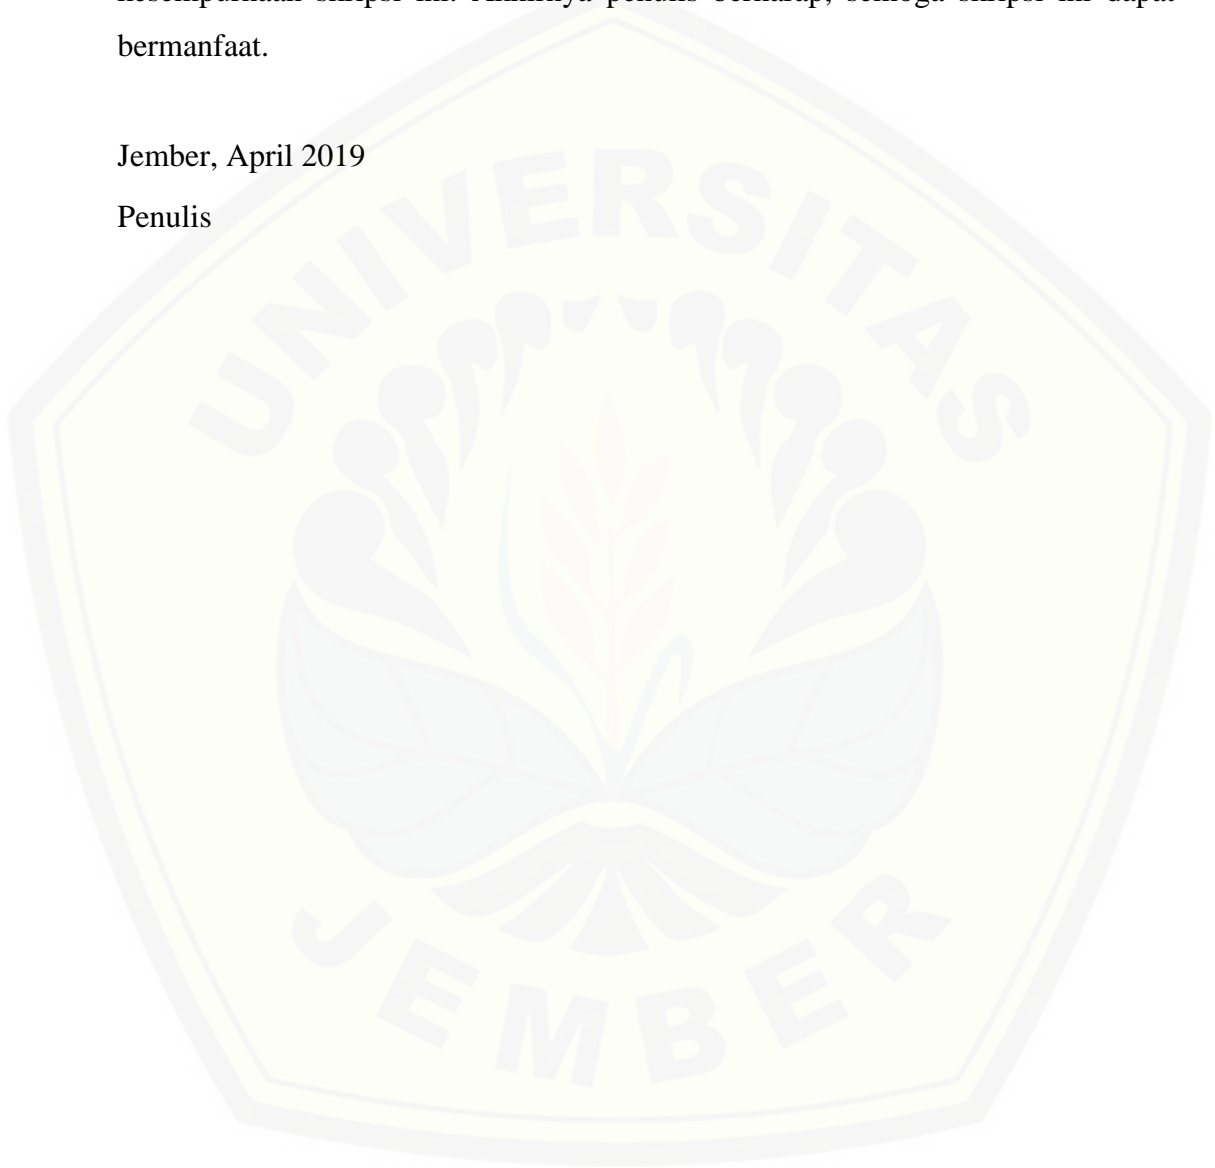 kesempurnaan skripsi ini. Akhirnya penulis berharap, semoga skripsi ini dapat
bermanfaat.
Jember, April 2019
Penulis
UNIVERSITAS
JEMBER